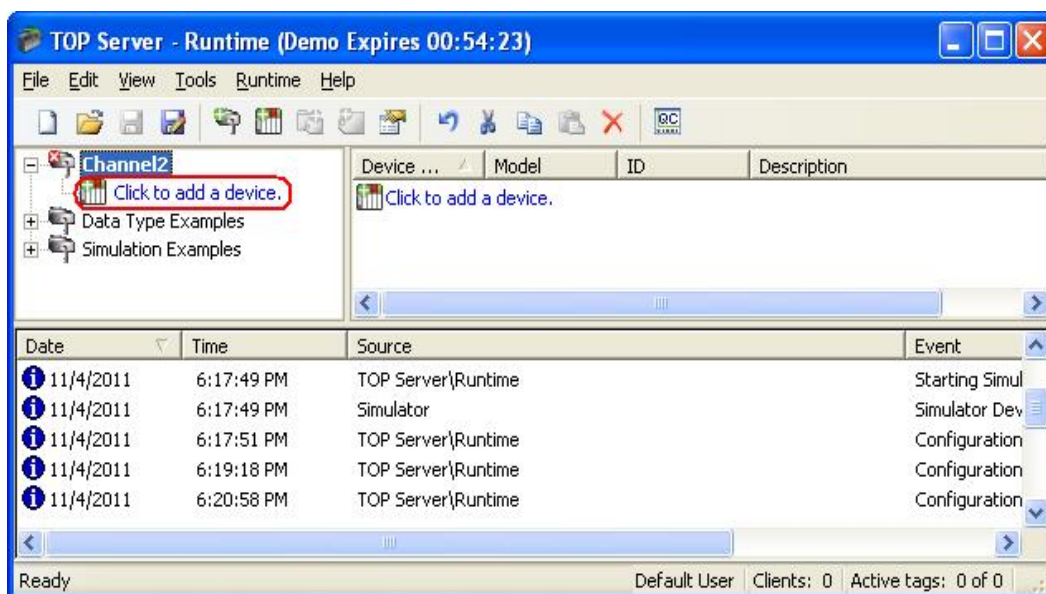 TOP Server - Runtime (Demo Expires 00:54:23)
File Edit View Tools Runtime Help
QC
Channel2
Click to add a device.
Data Type Examples
Simulation Examples
Device ... Model ID Description
Click to add a device.
Date Time Source Event
11/4/2011 6:17:49 PM TOP Server\Runtime Starting Simul
11/4/2011 6:17:49 PM Simulator Simulator Dev
11/4/2011 6:17:51 PM TOP Server\Runtime Configuration
11/4/2011 6:19:18 PM TOP Server\Runtime Configuration
11/4/2011 6:20:58 PM TOP Server\Runtime Configuration
Ready Default User Clients: 0 Active tags: 0 of 0